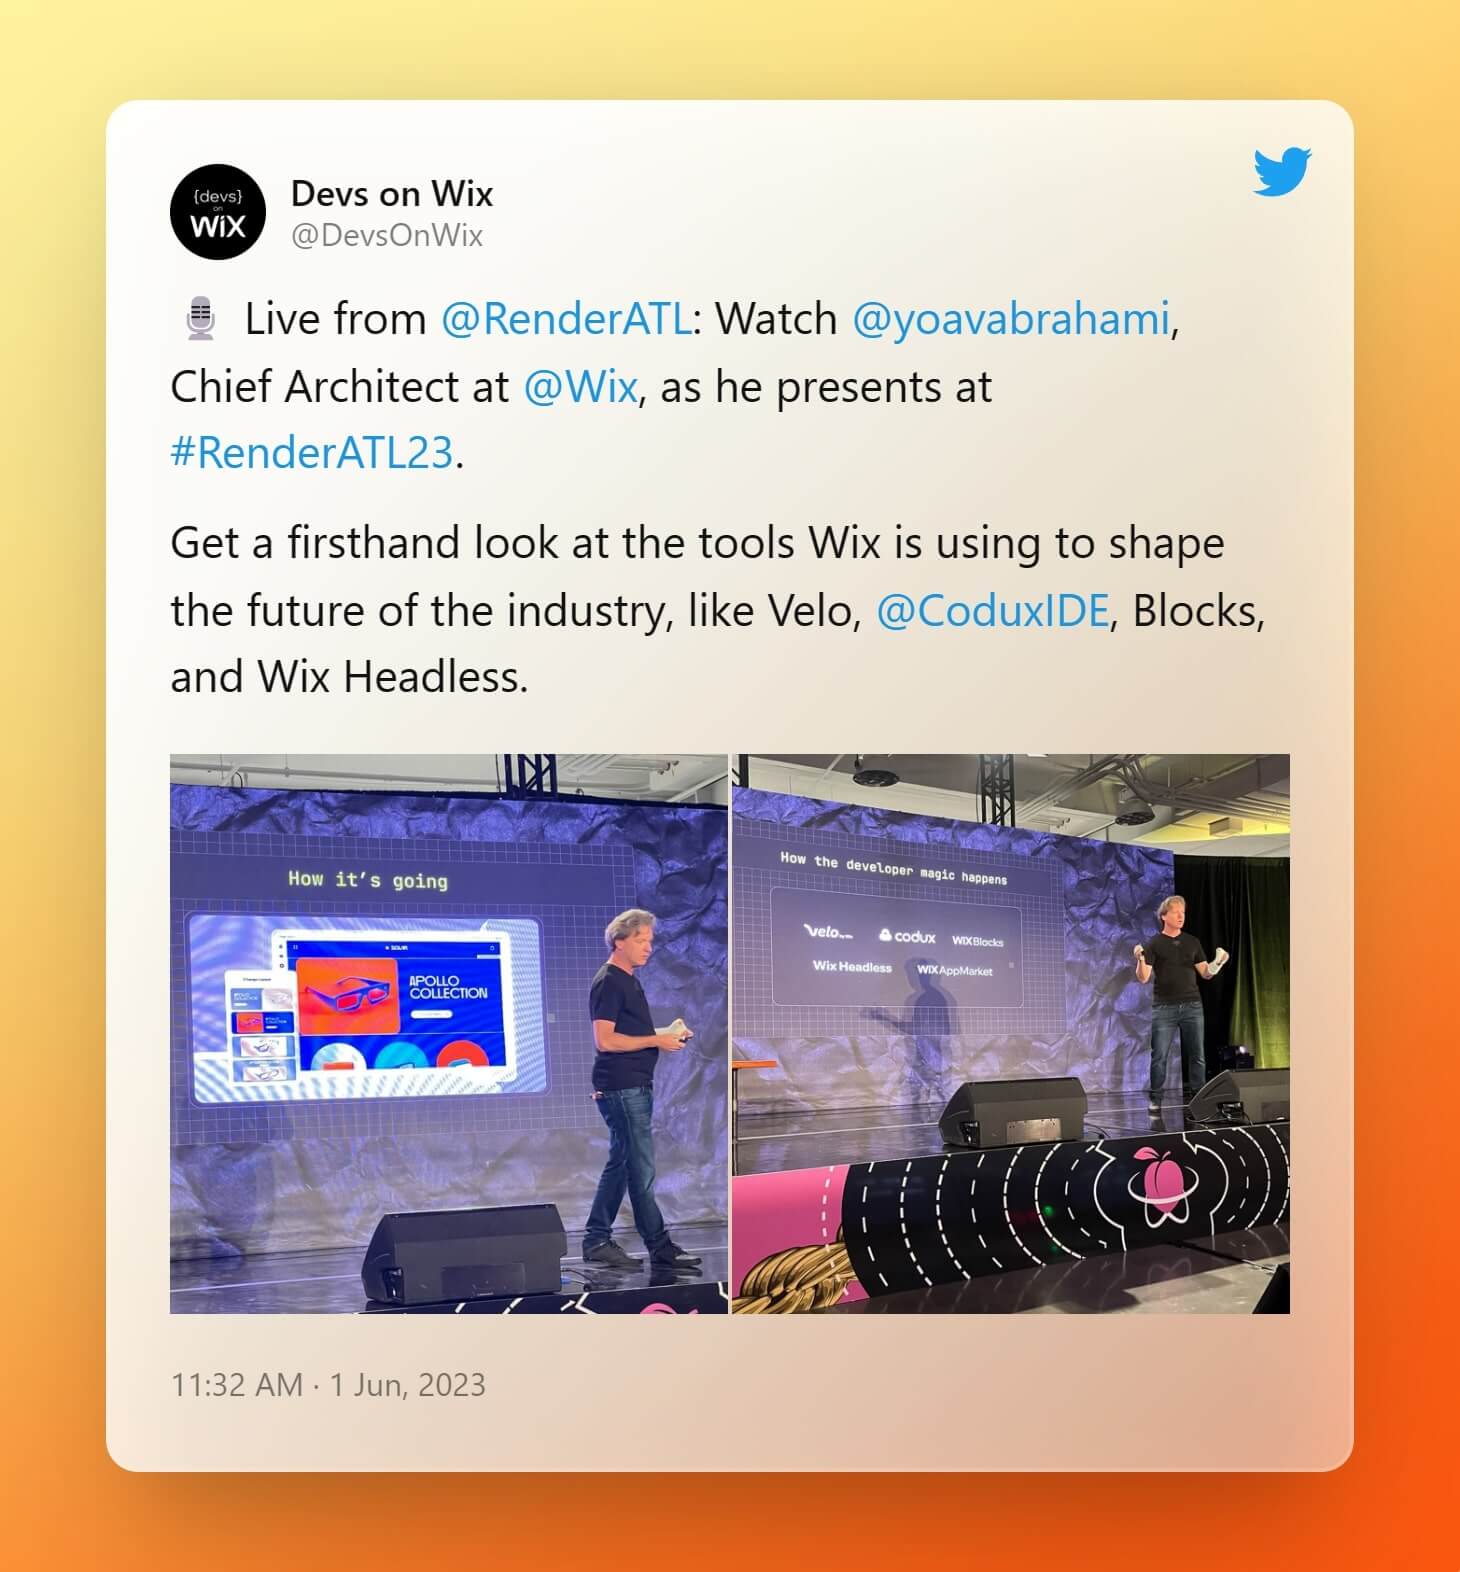 {devs}
on
WiX
Devs on Wix
@DevsOnWix
Live from @RenderATL: Watch @yoavabrahami,
Chief Architect at @Wix, as he presents at
#RenderATL23.
Get a firsthand look at the tools Wix is using to shape
the future of the industry, like Velo, @CoduxIDE, Blocks,
and Wix Headless.
How it's going
SOLAR
APOLLO
COLLECTION
How the developer magic happens
velo
codux
WIXBlocks
Wix Headless
WIXAppMarket
11:32 AM · 1 Jun, 2023